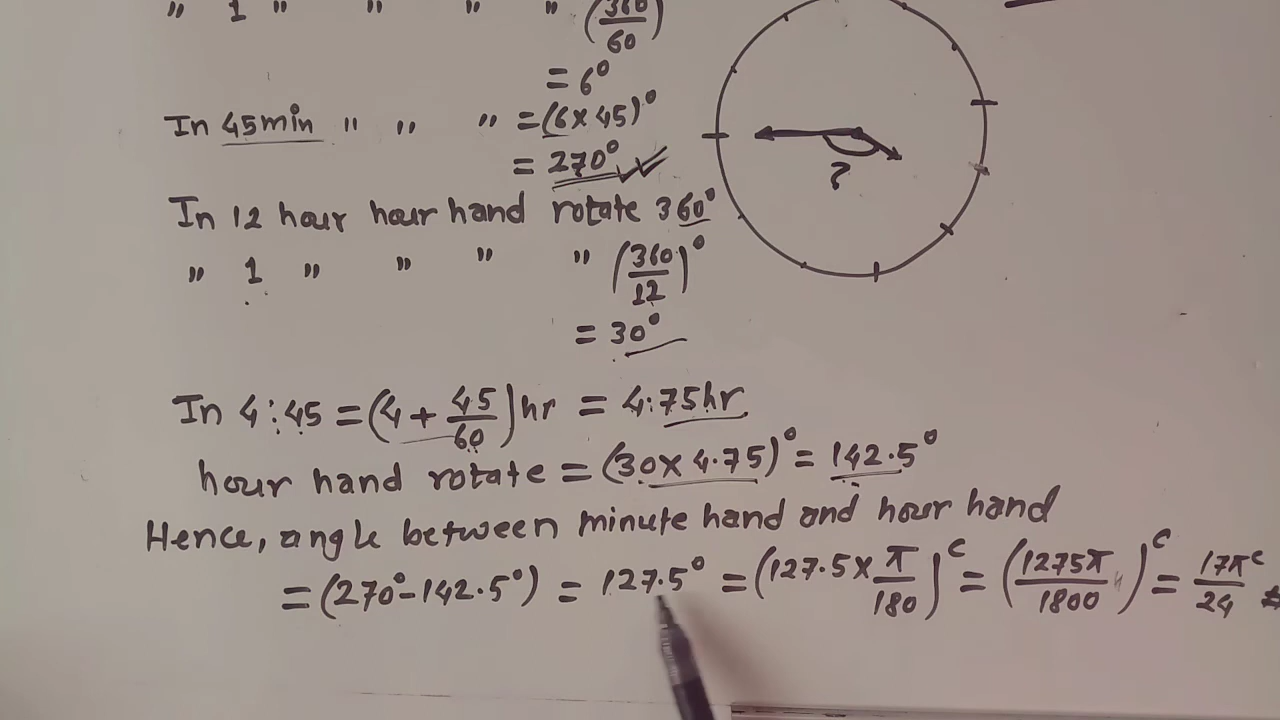 " 1 " " " " (360/60)
= 6°
In 45min " " " = (6×45)°
= 270°
?
In 12 hour hour hand rotate 360°
" 1 " " " " (360/12)°
= 30°
In 4:45 = (4 + 45/60) hr = 4.75hr
hour hand rotate = (30×4.75)° = 142.5°
Hence, angle between minute hand and hour hand
= (270° - 142.5°) = 127.5° = (127.5 × π/180)ᶜ = (1275π/1800)ᶜ = 17πᶜ/24